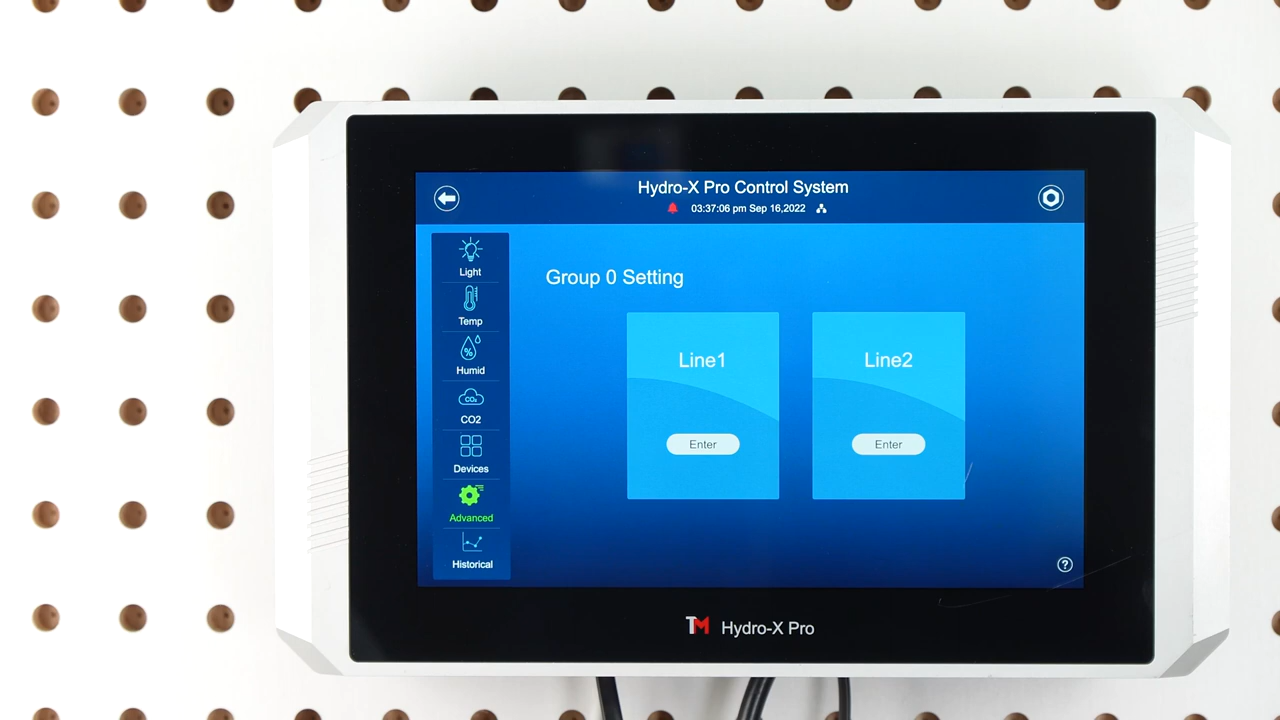 Hydro-X Pro Control System
03:37:06 pm Sep 16,2022
Light
Temp
%
Humid
CO2
CO2
Devices
Advanced
Historical
Group 0 Setting
Line1
Enter
Line2
Enter
?
TM Hydro-X Pro